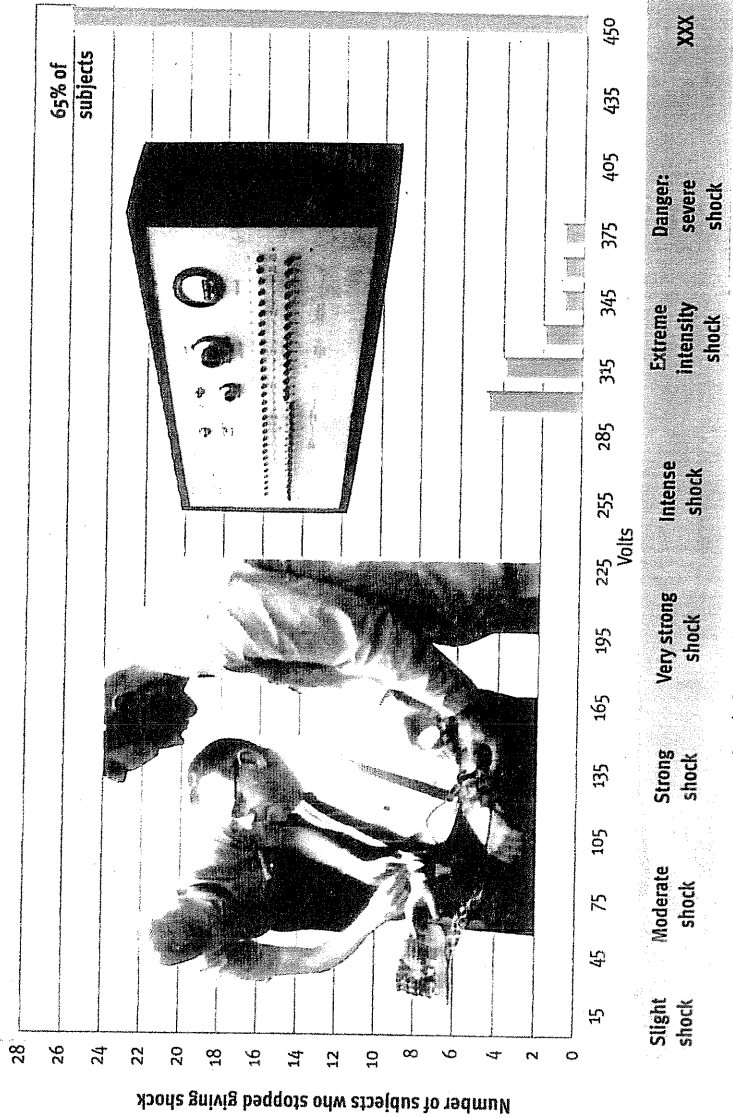 Number of subjects who stopped giving shock
28
26
24
22
20
18
16
14
12
10
8
6
4
2
0
65% of
subjects
15 45 75 105 135 165 195 225 255 285 315 345 375 405 435 450
Volts
Slight
shock
Moderate
shock
Strong
shock
Very strong
shock
Intense
shock
Extreme
intensity
shock
Danger:
severe
shock
XXX